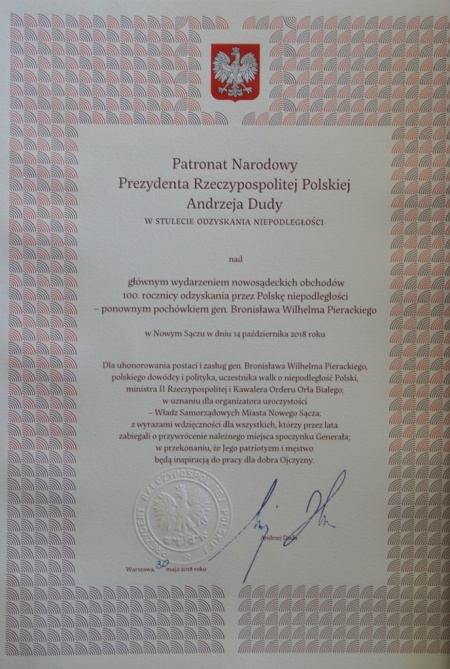 Patronat Narodowy
Prezydenta Rzeczypospolitej Polskiej
Andrzeja Dudy
W STULECIE ODZYSKANIA NIEPODLEGŁOŚCI
nad
głównym wydarzeniem nowosądeckich obchodów
100. rocznicy odzyskania przez Polskę niepodległości
– ponownym pochówkiem gen. Bronisława Wilhelma Pierackiego
w Nowym Sączu w dniu 14 października 2018 roku
Dla uhonorowania postaci i zasług gen. Bronisława Wilhelma Pierackiego,
polskiego dowódcy i polityka, uczestnika walk o niepodległość Polski,
ministra II Rzeczypospolitej i Kawalera Orderu Orła Białego;
w uznaniu dla organizatora uroczystości
– Władz Samorządowych Miasta Nowego Sącza;
z wyrazami wdzięczności dla wszystkich, którzy przez lata
zabiegali o przywrócenie należnego miejsca spoczynku Generała;
w przekonaniu, że Jego patriotyzm i męstwo
będą inspiracją do pracy dla dobra Ojczyzny.
PREZYDENT RZECZYPOSPOLITEJ POLSKIEJ
Andrzej Duda
Warszawa, 30 maja 2018 roku